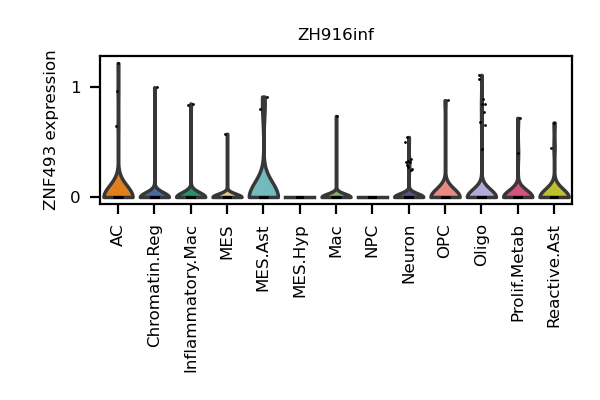 ZH916inf
ZNF493 expression
1
0
AC
Chromatin.Reg
Inflammatory.Mac
MES
MES.Ast
MES.Hyp
Mac
NPC
Neuron
OPC
Oligo
Prolif.Metab
Reactive.Ast